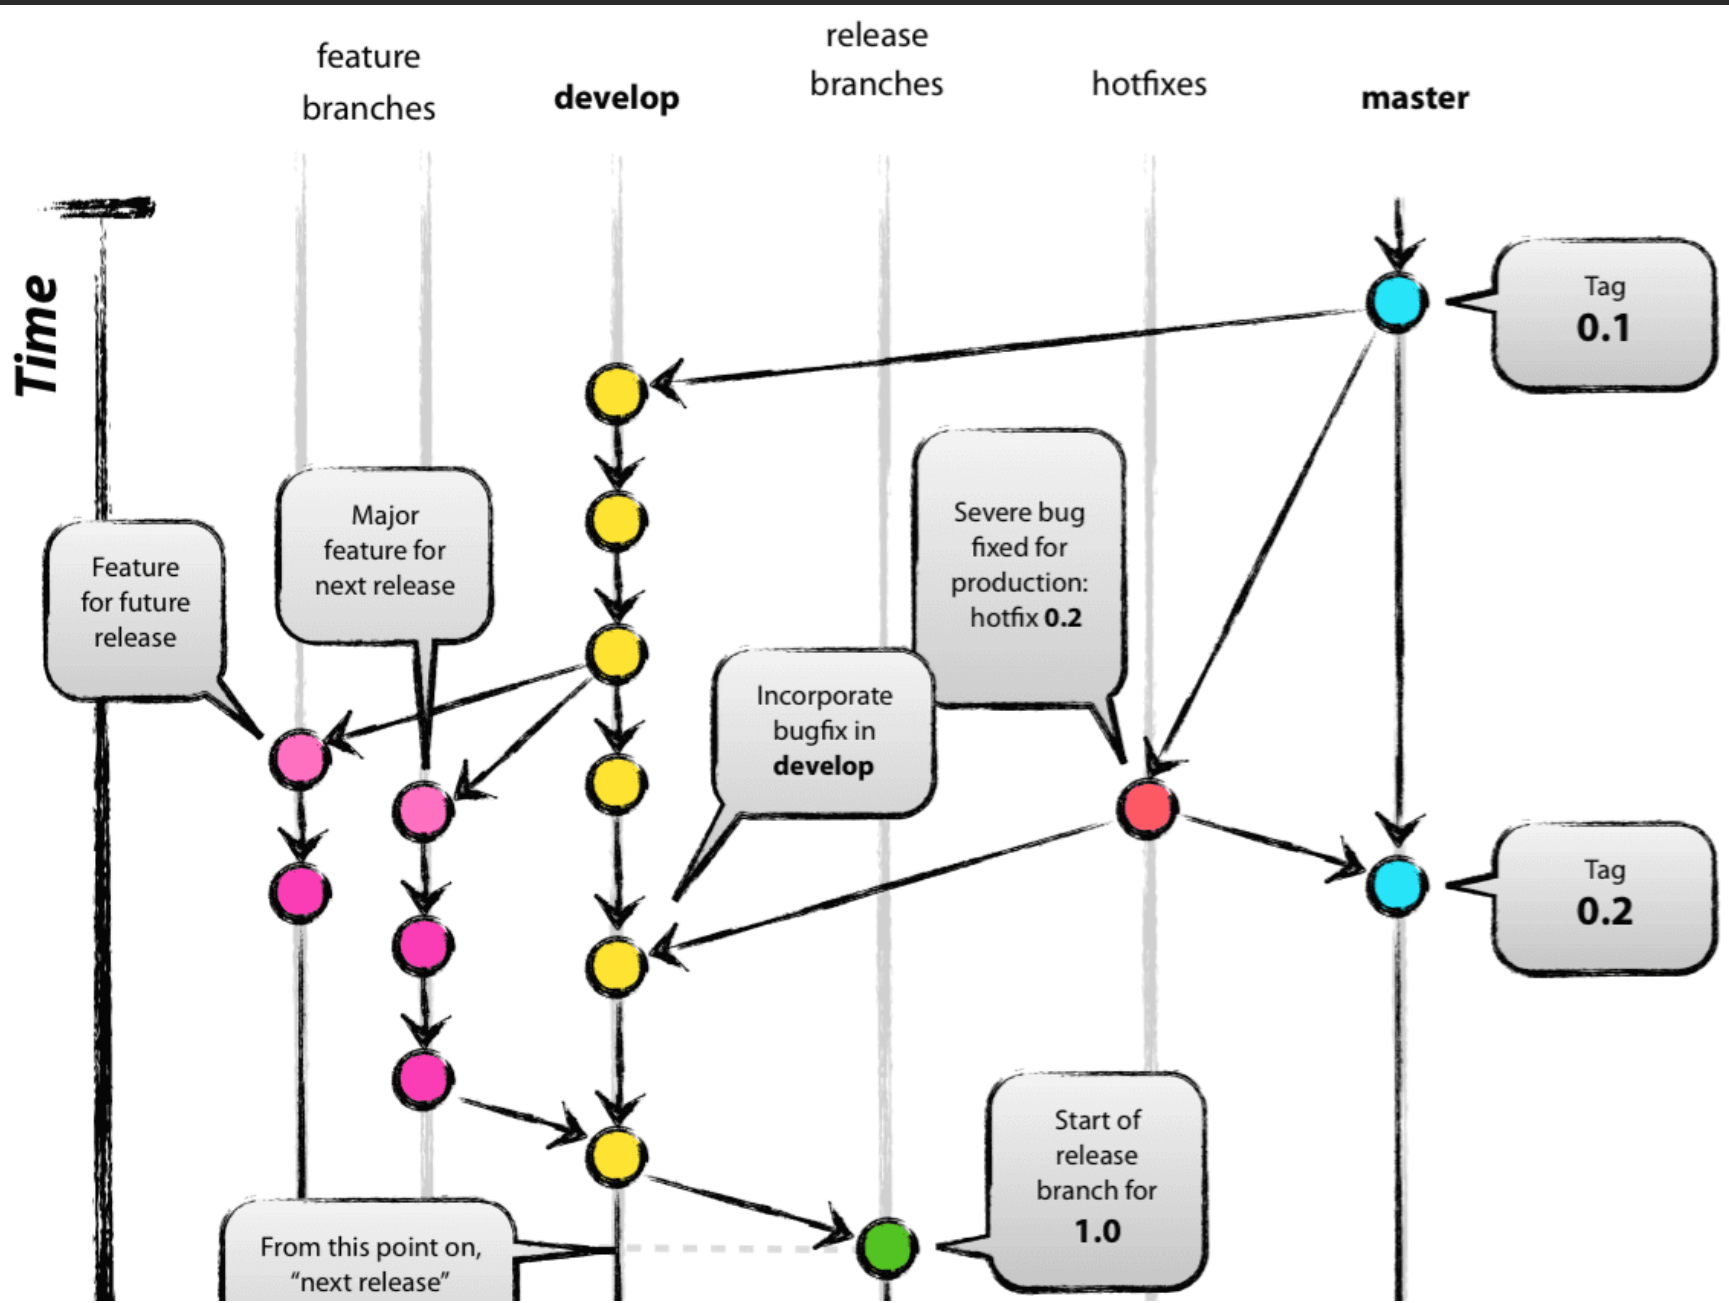 feature
branches
develop
release
branches
hotfixes
master
Time
Tag
0.1
Major
feature for
next release
Feature
for future
release
Severe bug
fixed for
production:
hotfix 0.2
Incorporate
bugfix in
develop
Tag
0.2
Start of
release
branch for
1.0
From this point on,
“next release”